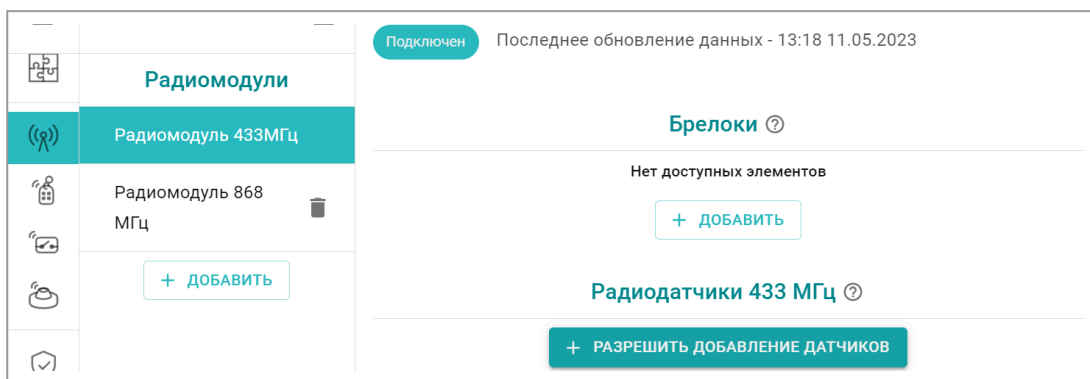 Подключен
Последнее обновление данных - 13:18 11.05.2023
Радиомодули
Радиомодуль 433МГц
Радиомодуль 868
МГц
+ ДОБАВИТЬ
Брелоки
Нет доступных элементов
+ ДОБАВИТЬ
Радиодатчики 433 МГц
+ РАЗРЕШИТЬ ДОБАВЛЕНИЕ ДАТЧИКОВ